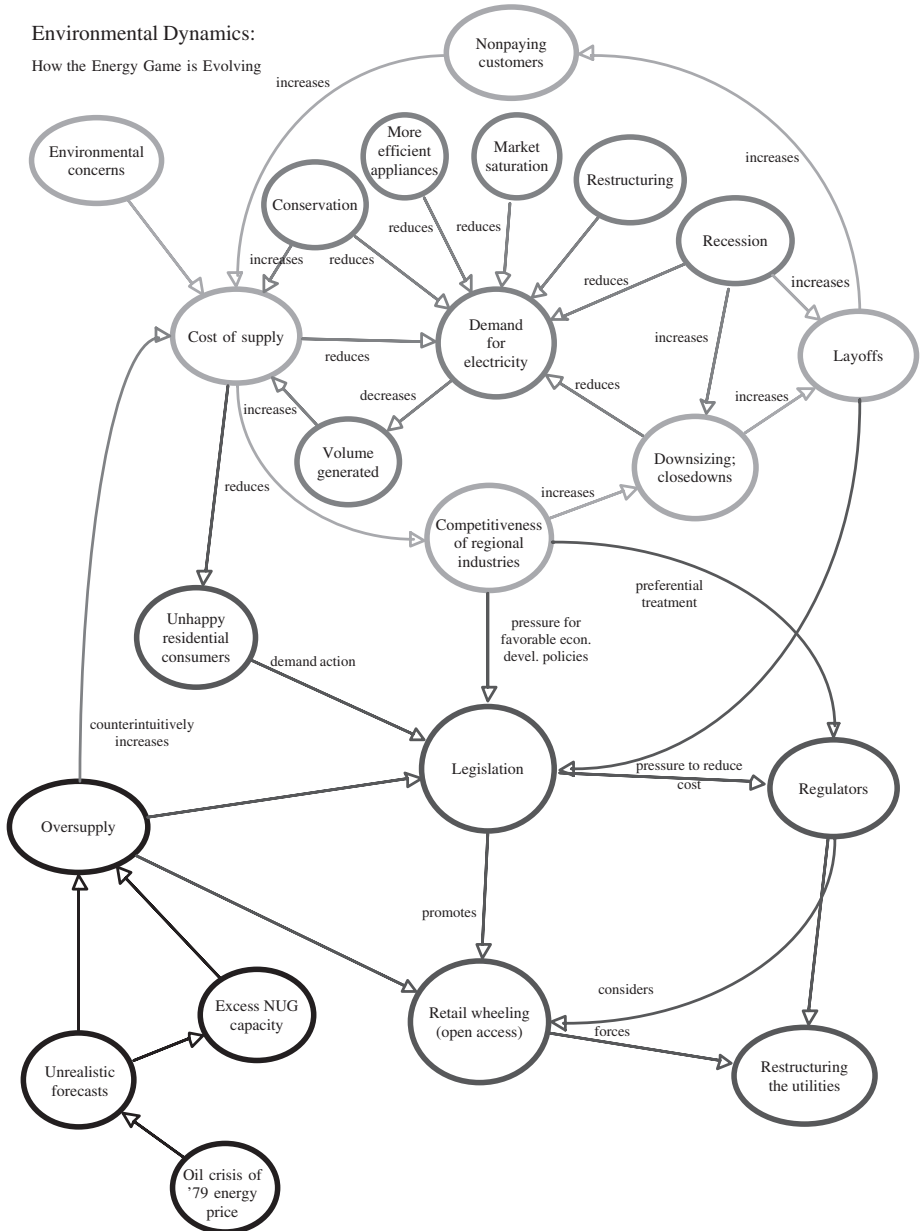 Environmental Dynamics:
How the Energy Game is Evolving
Nonpaying
customers
increases
increases
Environmental
concerns
More
efficient
appliances
Market
saturation
Restructuring
Conservation
Recession
reduces
reduces
increases
reduces
reduces
increases
Cost of supply
reduces
Demand
for
electricity
increases
Layoffs
decreases
reduces
increases
increases
Volume
generated
Downsizing;
closedowns
reduces
increases
Competitiveness
of regional
industries
preferential
treatment
Unhappy
residential
consumers
pressure for
favorable econ.
devel. policies
demand action
counterintuitively
increases
Legislation
pressure to reduce
cost
Regulators
Oversupply
promotes
considers
Excess NUG
capacity
Retail wheeling
(open access)
forces
Unrealistic
forecasts
Restructuring
the utilities
Oil crisis of
’79 energy
price